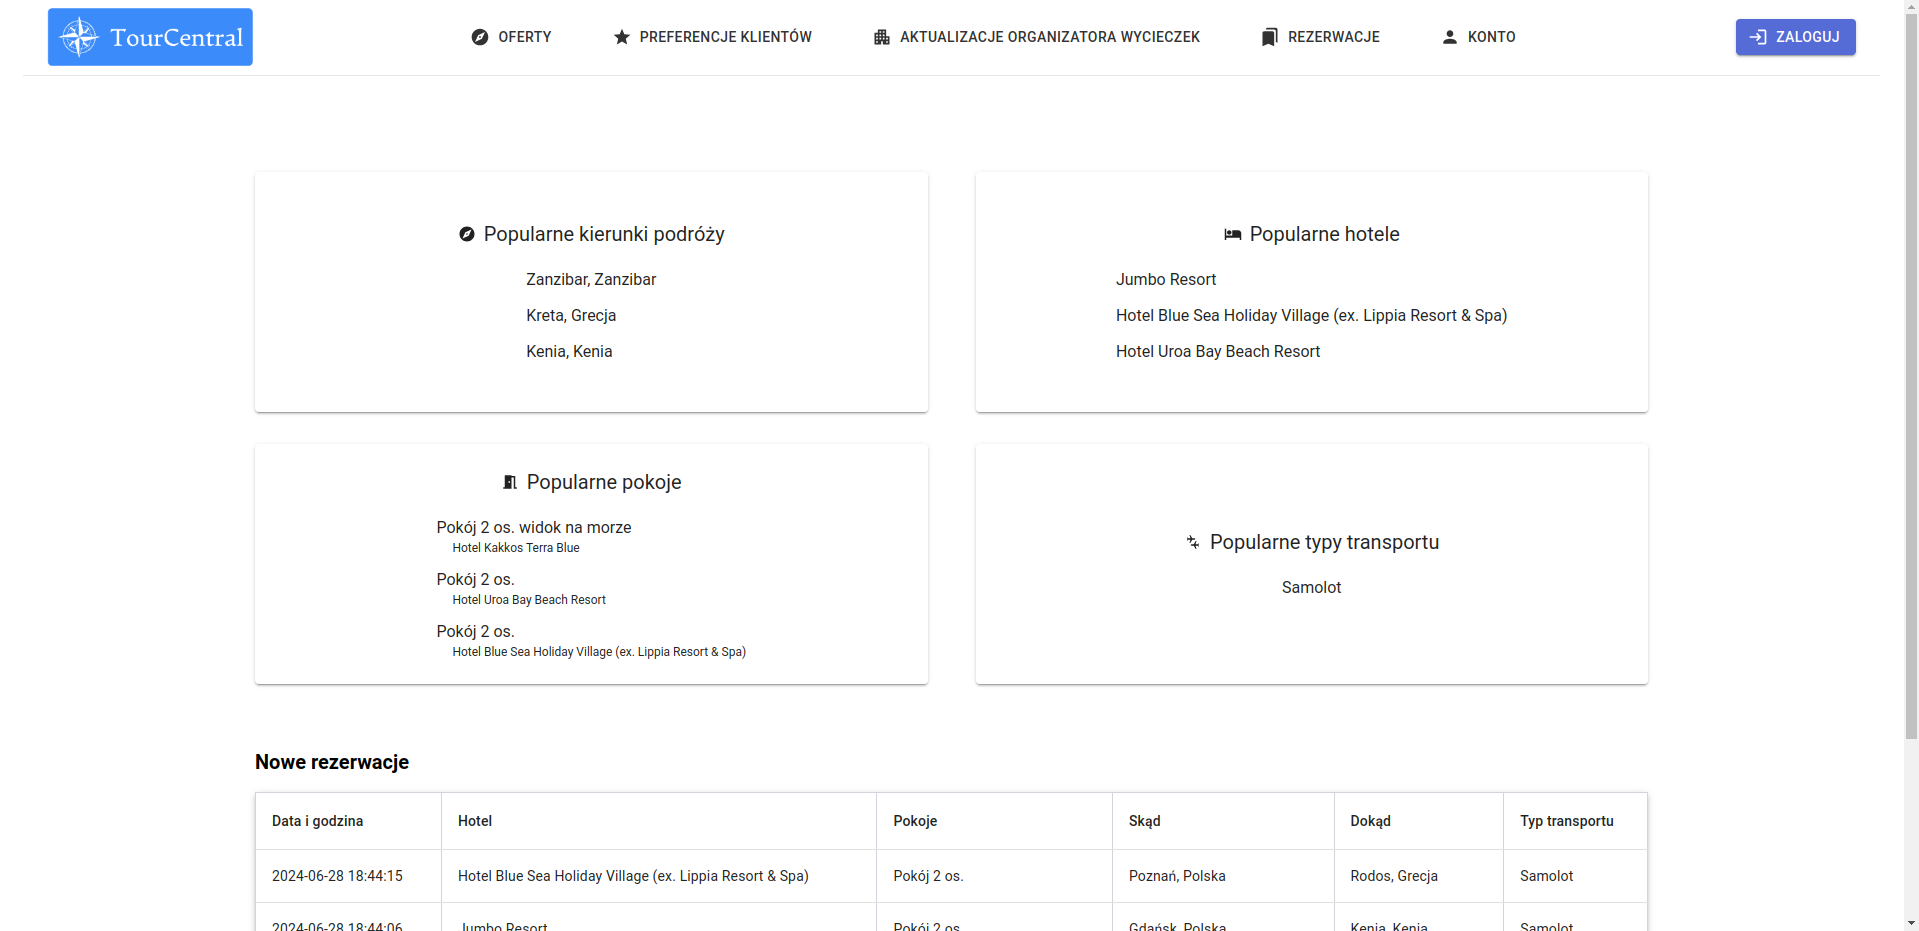 TourCentral
OFERTY
PREFERENCJE KLIENTÓW
AKTUALIZACJE ORGANIZATORA WYCIECZEK
REZERWACJE
KONTO
ZALOGUJ
Popularne kierunki podróży
Zanzibar, Zanzibar
Kreta, Grecja
Kenia, Kenia
Popularne hotele
Jumbo Resort
Hotel Blue Sea Holiday Village (ex. Lippia Resort & Spa)
Hotel Uroa Bay Beach Resort
Popularne pokoje
Pokój 2 os. widok na morze
Hotel Kakkos Terra Blue
Pokój 2 os.
Hotel Uroa Bay Beach Resort
Pokój 2 os.
Hotel Blue Sea Holiday Village (ex. Lippia Resort & Spa)
Popularne typy transportu
Samolot
Nowe rezerwacje
Data i godzina Hotel Pokoje Skąd Dokąd Typ transportu
2024-06-28 18:44:15 Hotel Blue Sea Holiday Village (ex. Lippia Resort & Spa) Pokój 2 os. Poznań, Polska Rodos, Grecja Samolot
2024-06-28 18:44:06 Jumbo Resort Pokój 2 os. Gdańsk, Polska Kenia, Kenia Samolot